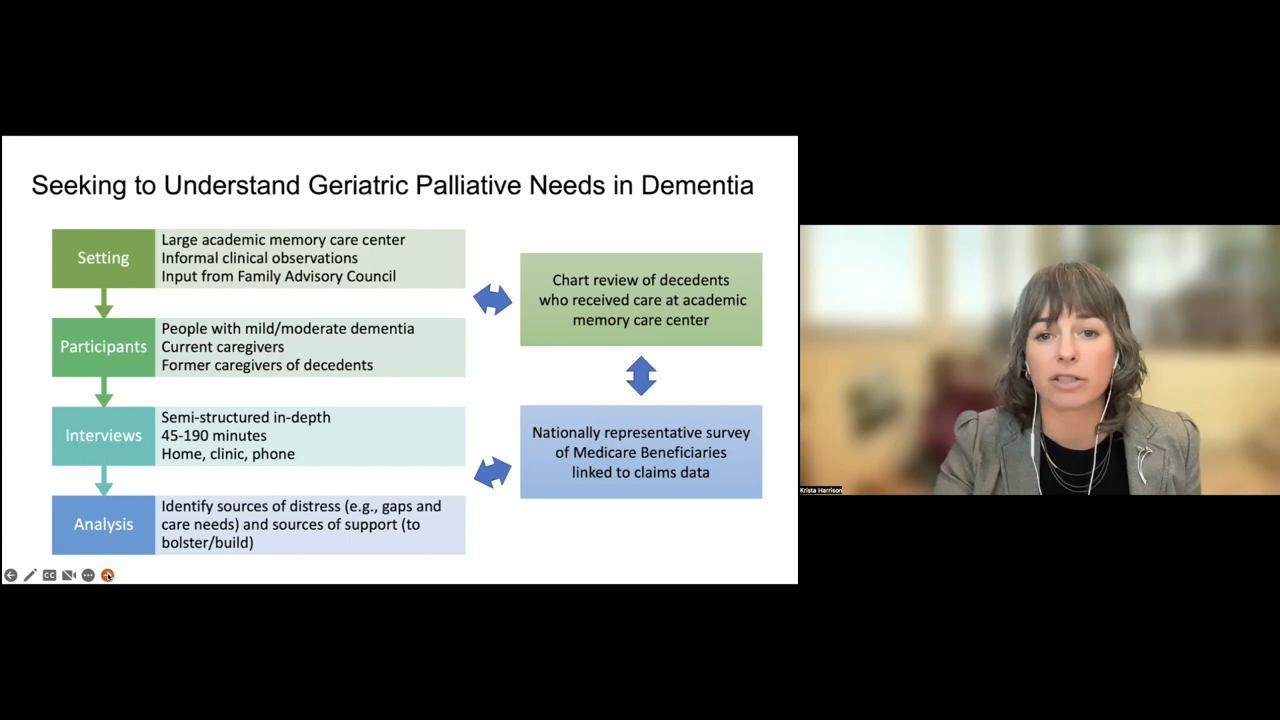 Seeking to Understand Geriatric Palliative Needs in Dementia
Setting
Large academic memory care center
Informal clinical observations
Input from Family Advisory Council
Participants
People with mild/moderate dementia
Current caregivers
Former caregivers of decedents
Interviews
Semi-structured in-depth
45-190 minutes
Home, clinic, phone
Analysis
Identify sources of distress (e.g., gaps and
care needs) and sources of support (to
bolster/build)
Chart review of decedents
who received care at academic
memory care center
Nationally representative survey
of Medicare Beneficiaries
linked to claims data
CC
Krista Harrison